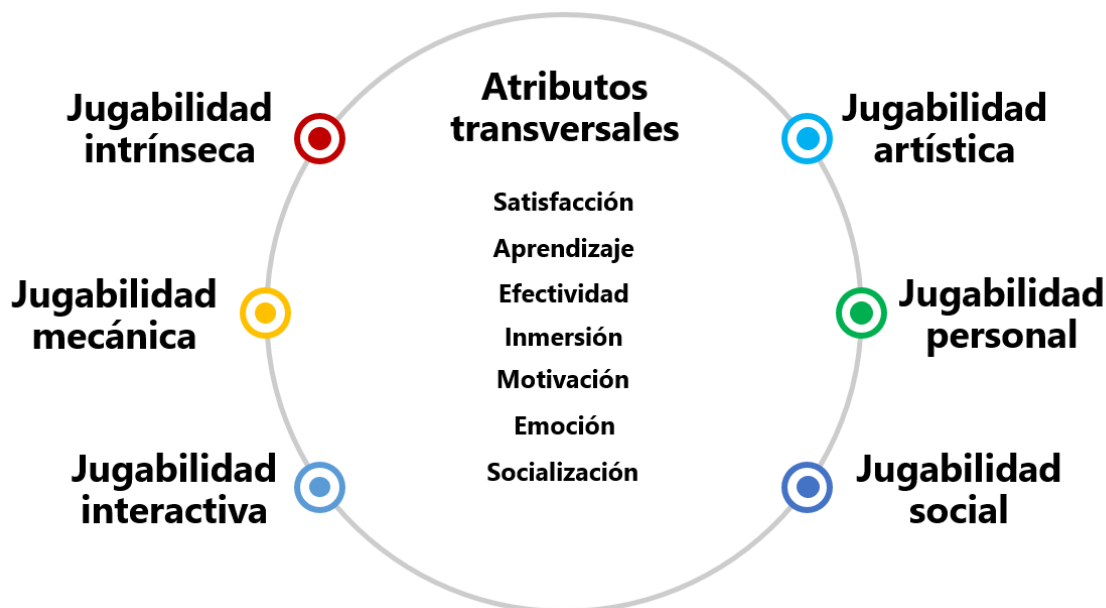 Atributos
transversales
Jugabilidad
intrínseca
Jugabilidad
artística
Satisfacción
Aprendizaje
Efectividad
Inmersión
Motivación
Emoción
Socialización
Jugabilidad
mecánica
Jugabilidad
personal
Jugabilidad
interactiva
Jugabilidad
social